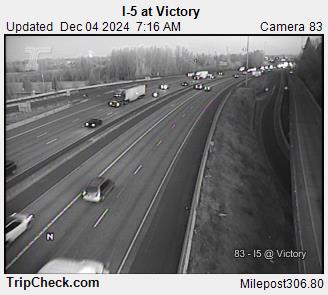 I-5 at Victory
Updated Dec 04 2024 7:16 AM Camera 83
N
83 - I5 @ Victory
TripCheck.com Milepost306.80